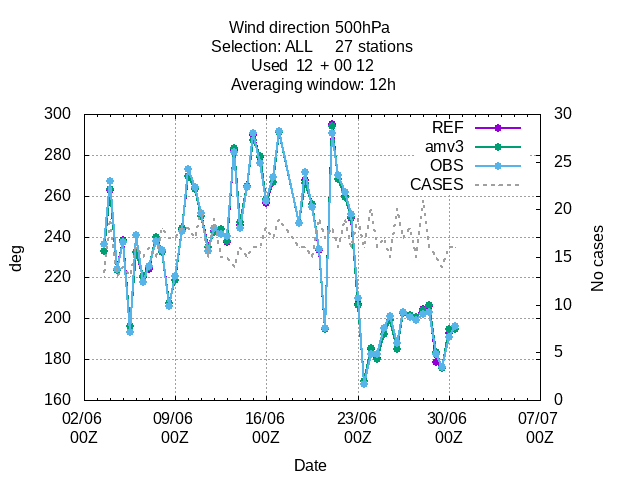 Wind direction 500hPa
Selection: ALL 27 stations
Used 12 + 00 12
Averaging window: 12h
REF
amv3
OBS
CASES
deg
300
280
260
240
220
200
180
160
No cases
30
25
20
15
10
5
0
02/06 09/06 16/06 23/06 30/06 07/07
00Z 00Z 00Z 00Z 00Z 00Z
Date